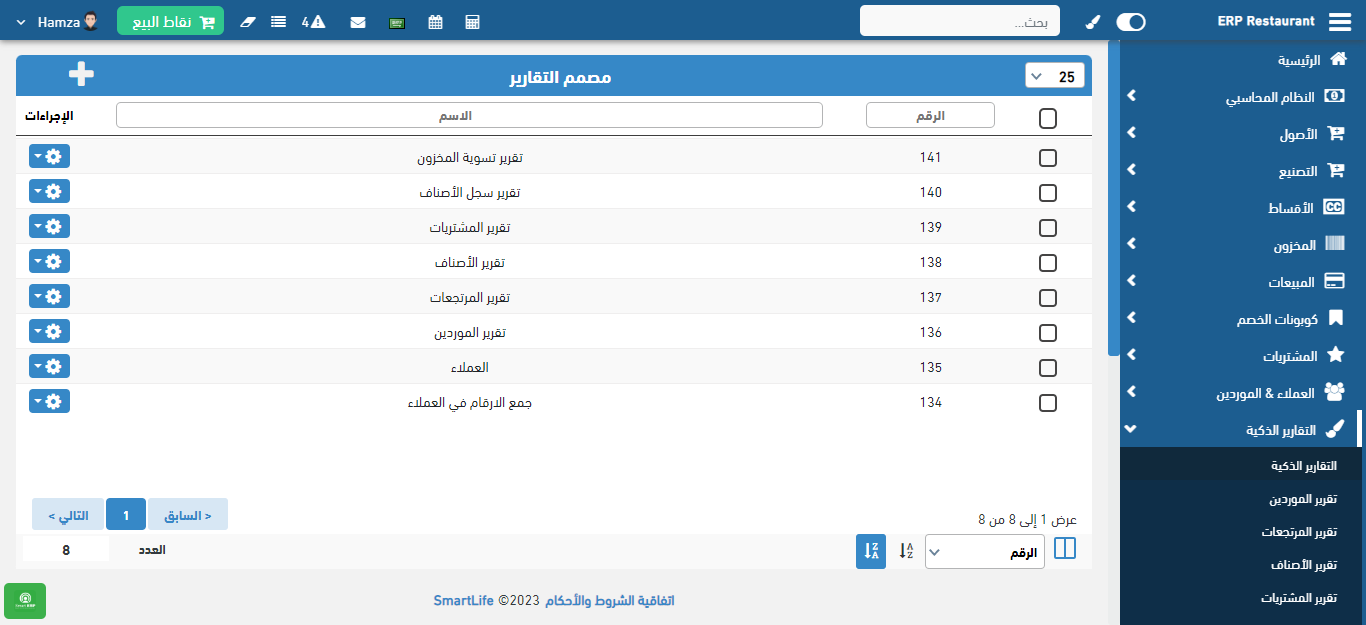 ERP Restaurant
بحث...
4
نقاط البيع
Hamza
الرئيسية
النظام المحاسبي
الأصول
التصنيع
الأقساط
المخزون
المبيعات
كوبونات الخصم
المشتريات
العملاء & الموردين
التقارير الذكية
التقارير الذكية
تقرير الموردين
تقرير المرتجعات
تقرير الأصناف
تقرير المشتريات
25
مصمم التقارير
الرقم الاسم الإجراءات
141 تقرير تسوية المخزون
140 تقرير سجل الأصناف
139 تقرير المشتريات
138 تقرير الأصناف
137 تقرير المرتجعات
136 تقرير الموردين
135 العملاء
134 جمع الارقام في العملاء
عرض 1 إلى 8 من 8
< السابق 1 التالي >
الرقم
العدد 8
اتفاقية الشروط والأحكام SmartLife ©2023